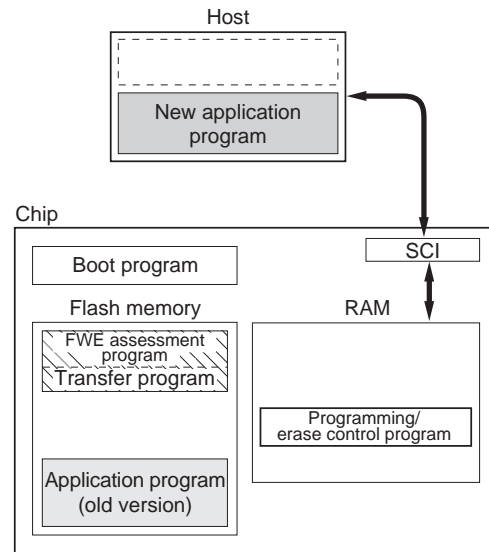 Host
New application
program
Chip
SCI
Boot program
Flash memory
RAM
FWE assessment
program
Transfer program
Programming/
erase control program
Application program
(old version)